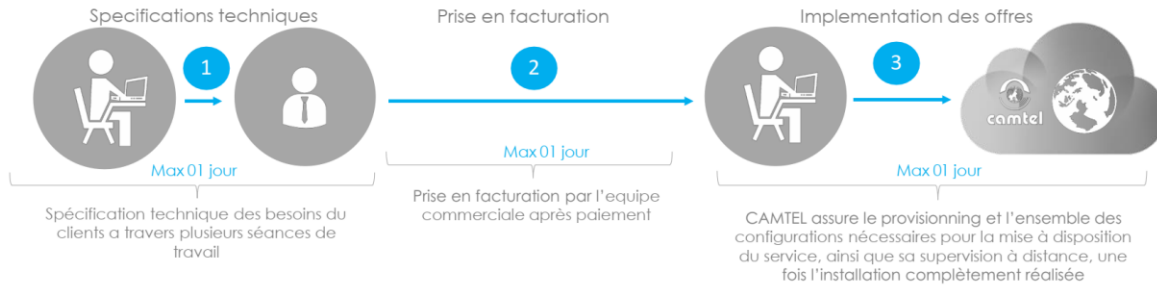 Specifications techniques
Prise en facturation
Implementation des offres
1
2
3
camtel
Max 01 jour
Max 01 jour
Max 01 jour
Spécification technique des besoins du
clients a travers plusieurs séances de
travail
Prise en facturation par l'equipe
commerciale après paiement
CAMTEL assure le provisionning et l'ensemble des
configurations nécessaires pour la mise à disposition
du service, ainsi que sa supervision à distance, une
fois l'installation complètement réalisée